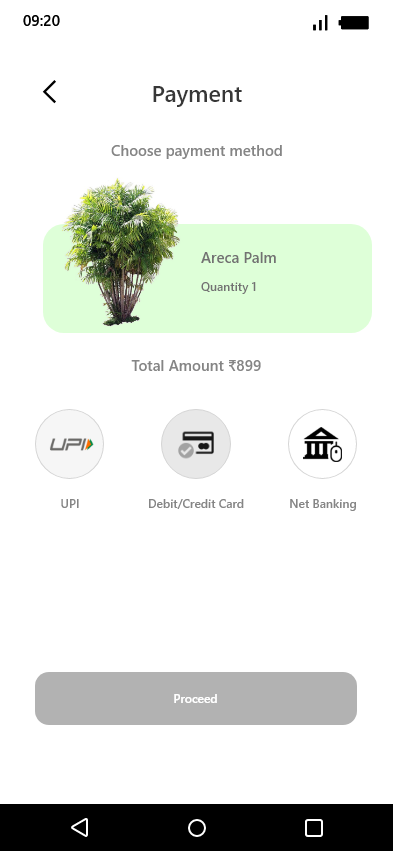 09:20
Payment
Choose payment method
Areca Palm
Quantity 1
Total Amount ₹899
UPI
UPI
Debit/Credit Card
Net Banking
Proceed